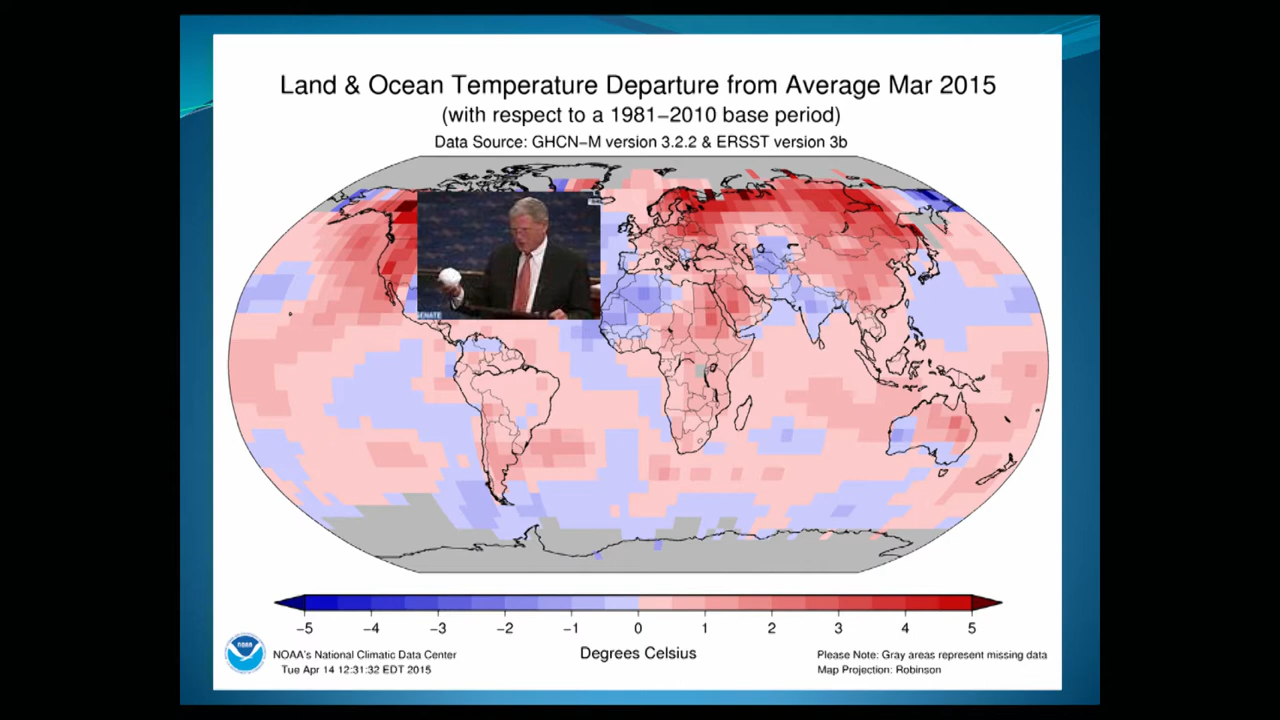 Land & Ocean Temperature Departure from Average Mar 2015
(with respect to a 1981–2010 base period)
Data Source: GHCN–M version 3.2.2 & ERSST version 3b
SENATE
–5 –4 –3 –2 –1 0 1 2 3 4 5
Degrees Celsius
NOAA
NOAA's National Climatic Data Center
Tue Apr 14 12:31:32 EDT 2015
Please Note: Gray areas represent missing data
Map Projection: Robinson